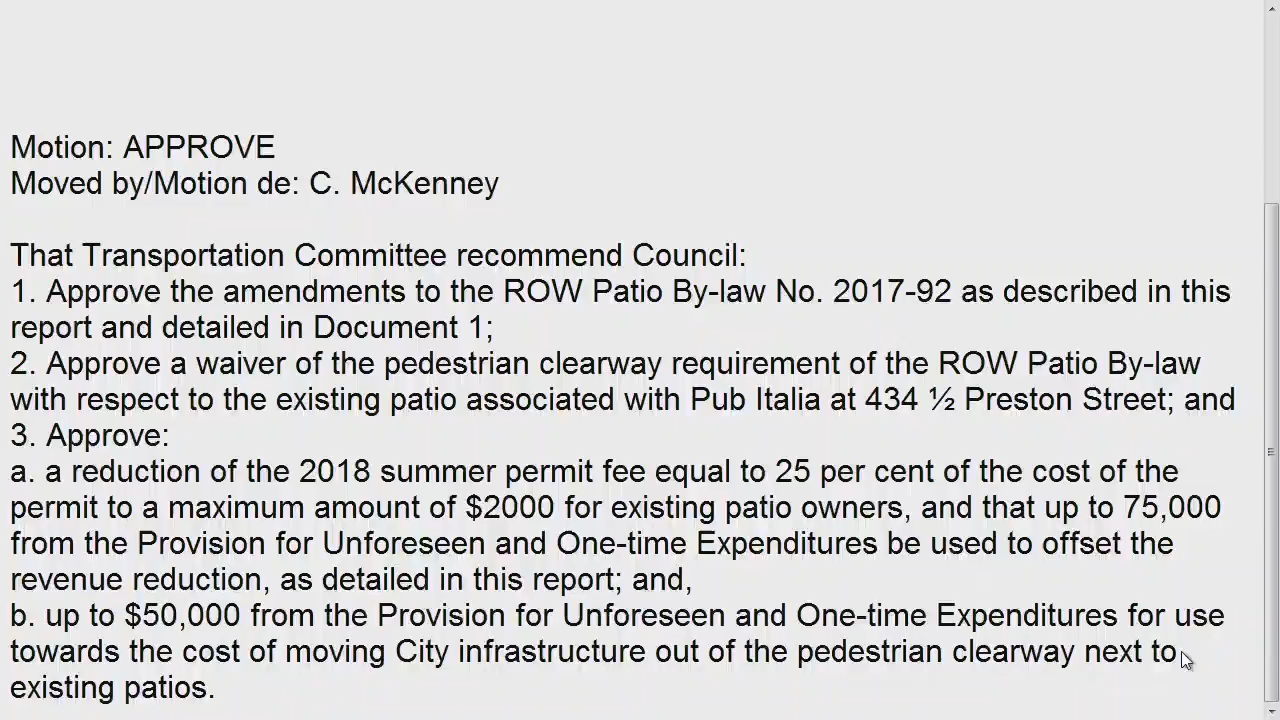 Motion: APPROVE
Moved by/Motion de: C. McKenney
That Transportation Committee recommend Council:
1. Approve the amendments to the ROW Patio By-law No. 2017-92 as described in this
report and detailed in Document 1;
2. Approve a waiver of the pedestrian clearway requirement of the ROW Patio By-law
with respect to the existing patio associated with Pub Italia at 434 ½ Preston Street; and
3. Approve:
a. a reduction of the 2018 summer permit fee equal to 25 per cent of the cost of the
permit to a maximum amount of $2000 for existing patio owners, and that up to 75,000
from the Provision for Unforeseen and One-time Expenditures be used to offset the
revenue reduction, as detailed in this report; and,
b. up to $50,000 from the Provision for Unforeseen and One-time Expenditures for use
towards the cost of moving City infrastructure out of the pedestrian clearway next to
existing patios.